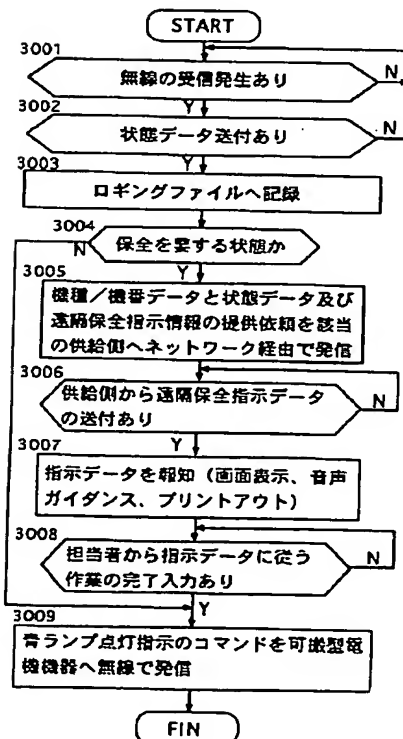 START
3001
無線の受信発生あり
N
Y
3002
状態データ送付あり
N
Y
3003
ロギングファイルへ記録
3004
保全を要する状態か
N
Y
3005
機種/機番データと状態データ及び
遠隔保全指示情報の提供依頼を該当
の供給側へネットワーク経由で発信
3006
供給側から遠隔保全指示データ
の送付あり
N
Y
3007
指示データを報知(画面表示、音声
ガイダンス、プリントアウト)
3008
担当者から指示データに従う
作業の完了入力あり
N
Y
3009
青ランプ点灯指示のコマンドを可搬型電
機機器へ無線で発信
FIN